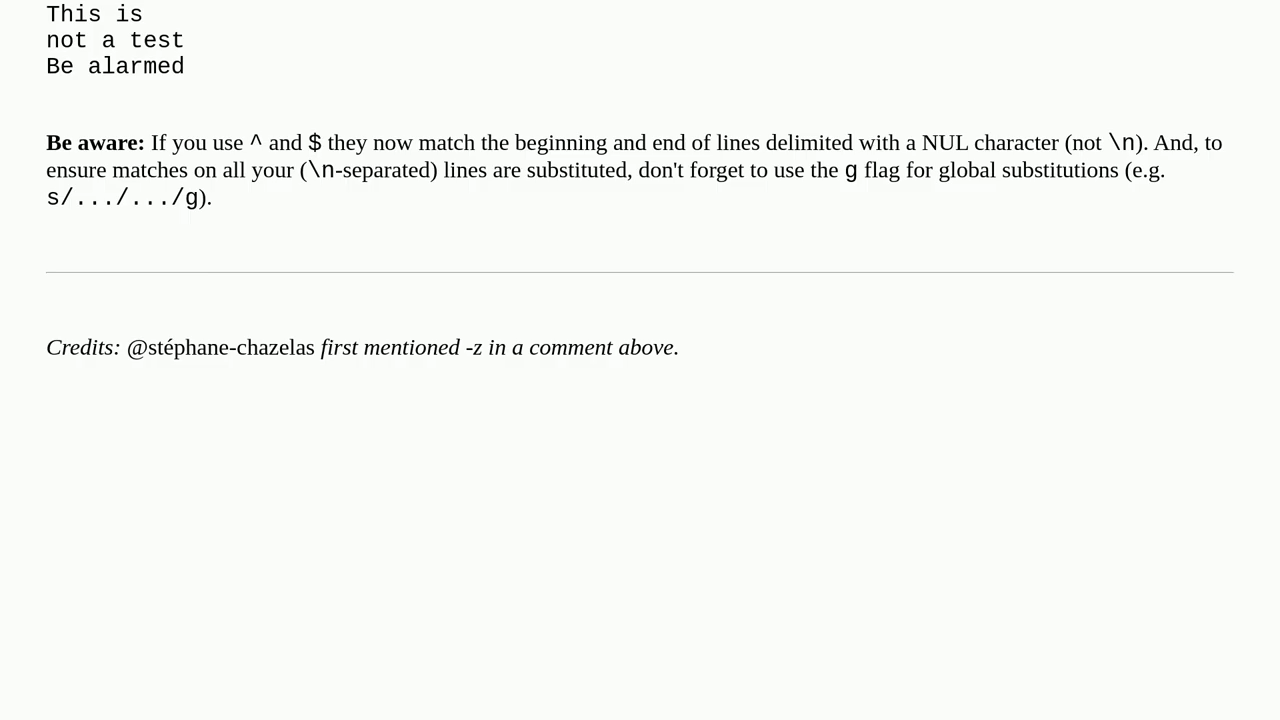 This is
not a test
Be alarmed
Be aware: If you use ^ and $ they now match the beginning and end of lines delimited with a NUL character (not \n). And, to
ensure matches on all your (\n-separated) lines are substituted, don't forget to use the g flag for global substitutions (e.g.
s/.../.../g).
Credits: @stéphane-chazelas first mentioned -z in a comment above.